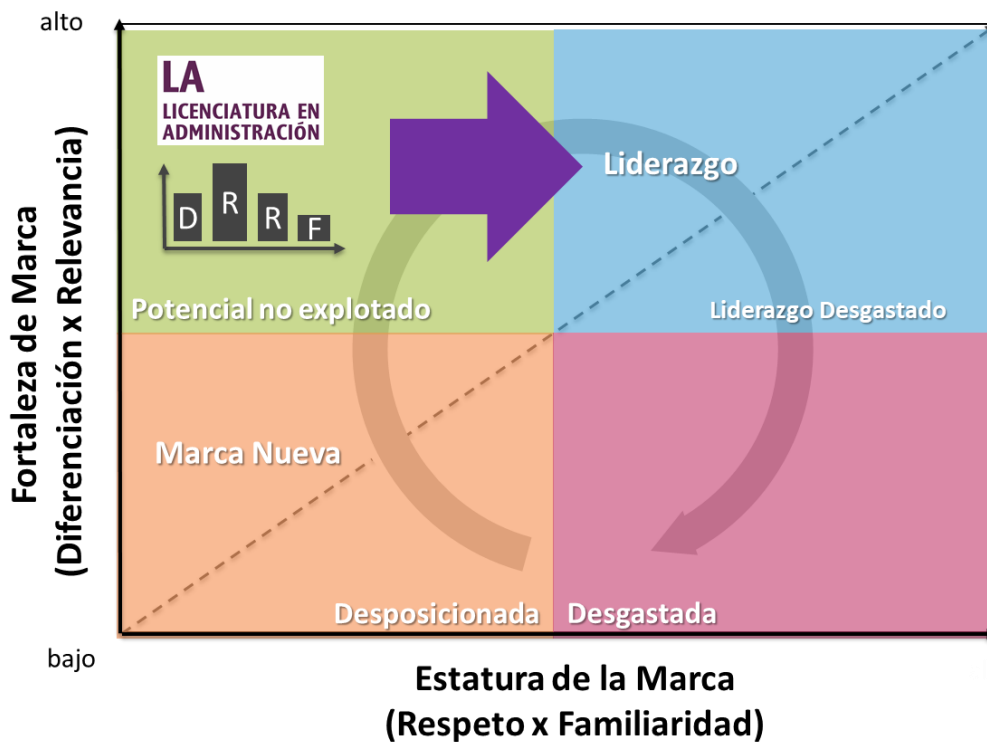 alto
LA
LICENCIATURA EN
ADMINISTRACIÓN
D R R F
Liderazgo
Potencial no explotado
Liderazgo Desgastado
Fortaleza de Marca
(Diferenciación x Relevancia)
Marca Nueva
Desposicionada
Desgastada
bajo
Estatura de la Marca
(Respeto x Familiaridad)